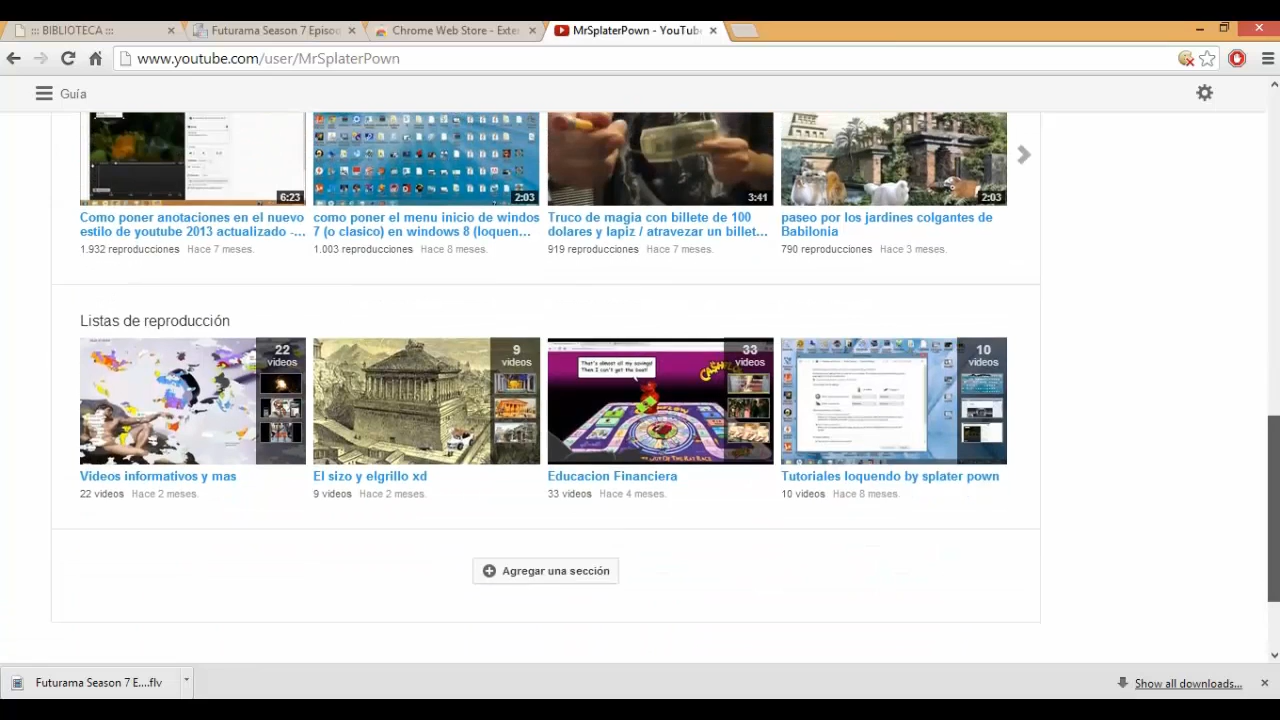 ::: BIBLIOTECA :::
Futurama Season 7 Episod
Chrome Web Store - Exten
MrSplaterPown - YouTube
www.youtube.com/user/MrSplaterPown
Guía
6:23
2:03
3:41
2:03
Como poner anotaciones en el nuevo
estilo de youtube 2013 actualizado -...
1.932 reproducciones Hace 7 meses.
como poner el menu inicio de windos
7 (o clasico) en windows 8 (loquen...
1.003 reproducciones Hace 8 meses.
Truco de magia con billete de 100
dolares y lapiz / atravezar un billet...
919 reproducciones Hace 7 meses.
paseo por los jardines colgantes de
Babilonia
790 reproducciones Hace 3 meses.
Listas de reproducción
22
videos
9
videos
That's almost all my savings!
Then I can't get the boat!
33
videos
10
videos
Videos informativos y mas
22 videos Hace 2 meses.
El sizo y elgrillo xd
9 videos Hace 2 meses.
Educacion Financiera
33 videos Hace 4 meses.
Tutoriales loquendo by splater pown
10 videos Hace 8 meses.
Agregar una sección
Futurama Season 7 E....flv
Show all downloads...